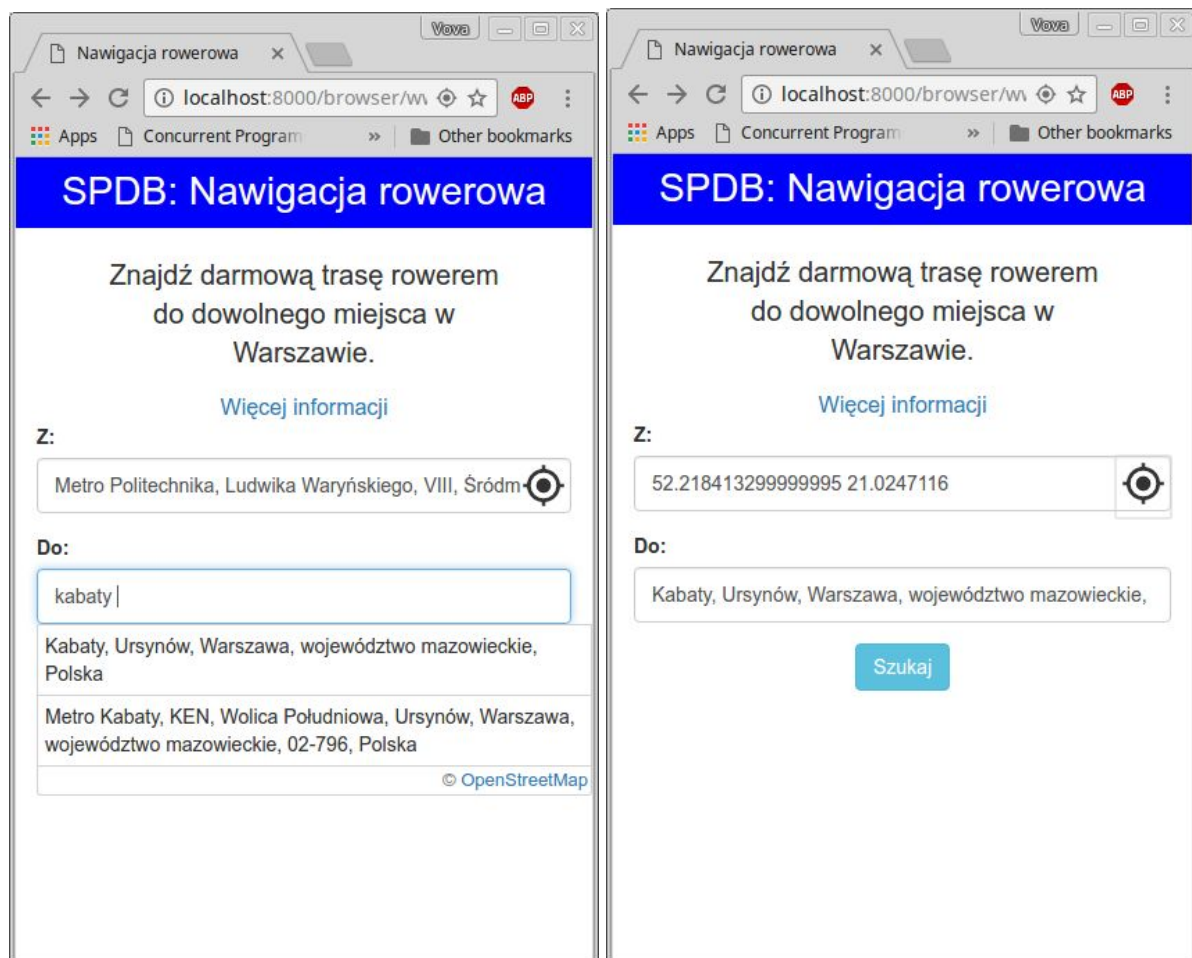 Vova
Nawigacja rowerowa
localhost:8000/browser/w
ABP
Apps Concurrent Program » Other bookmarks
SPDB: Nawigacja rowerowa
Znajdź darmową trasę rowerem
do dowolnego miejsca w
Warszawie.
Więcej informacji
Z:
Metro Politechnika, Ludwika Waryńskiego, VIII, Śródm
Do:
kabaty
Kabaty, Ursynów, Warszawa, województwo mazowieckie,
Polska
Metro Kabaty, KEN, Wolica Południowa, Ursynów, Warszawa,
województwo mazowieckie, 02-796, Polska
© OpenStreetMap
Vova
Nawigacja rowerowa
localhost:8000/browser/w
ABP
Apps Concurrent Program » Other bookmarks
SPDB: Nawigacja rowerowa
Znajdź darmową trasę rowerem
do dowolnego miejsca w
Warszawie.
Więcej informacji
Z:
52.218413299999995 21.0247116
Do:
Kabaty, Ursynów, Warszawa, województwo mazowieckie,
Szukaj